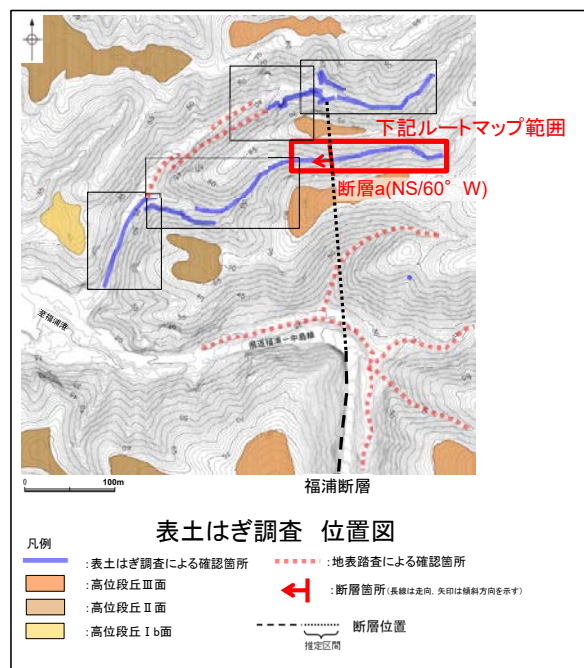 下記ルートマップ範囲
断層a(NS/60°W)
至福浦港
県道福浦－中島線
0 100m
福浦断層
表土はぎ調査 位置図
凡例
:表土はぎ調査による確認箇所
:地表踏査による確認箇所
:高位段丘Ⅲ面
:断層箇所(長線は走向、矢印は傾斜方向を示す)
:高位段丘Ⅱ面
:高位段丘Ⅰb面
断層位置
推定区間